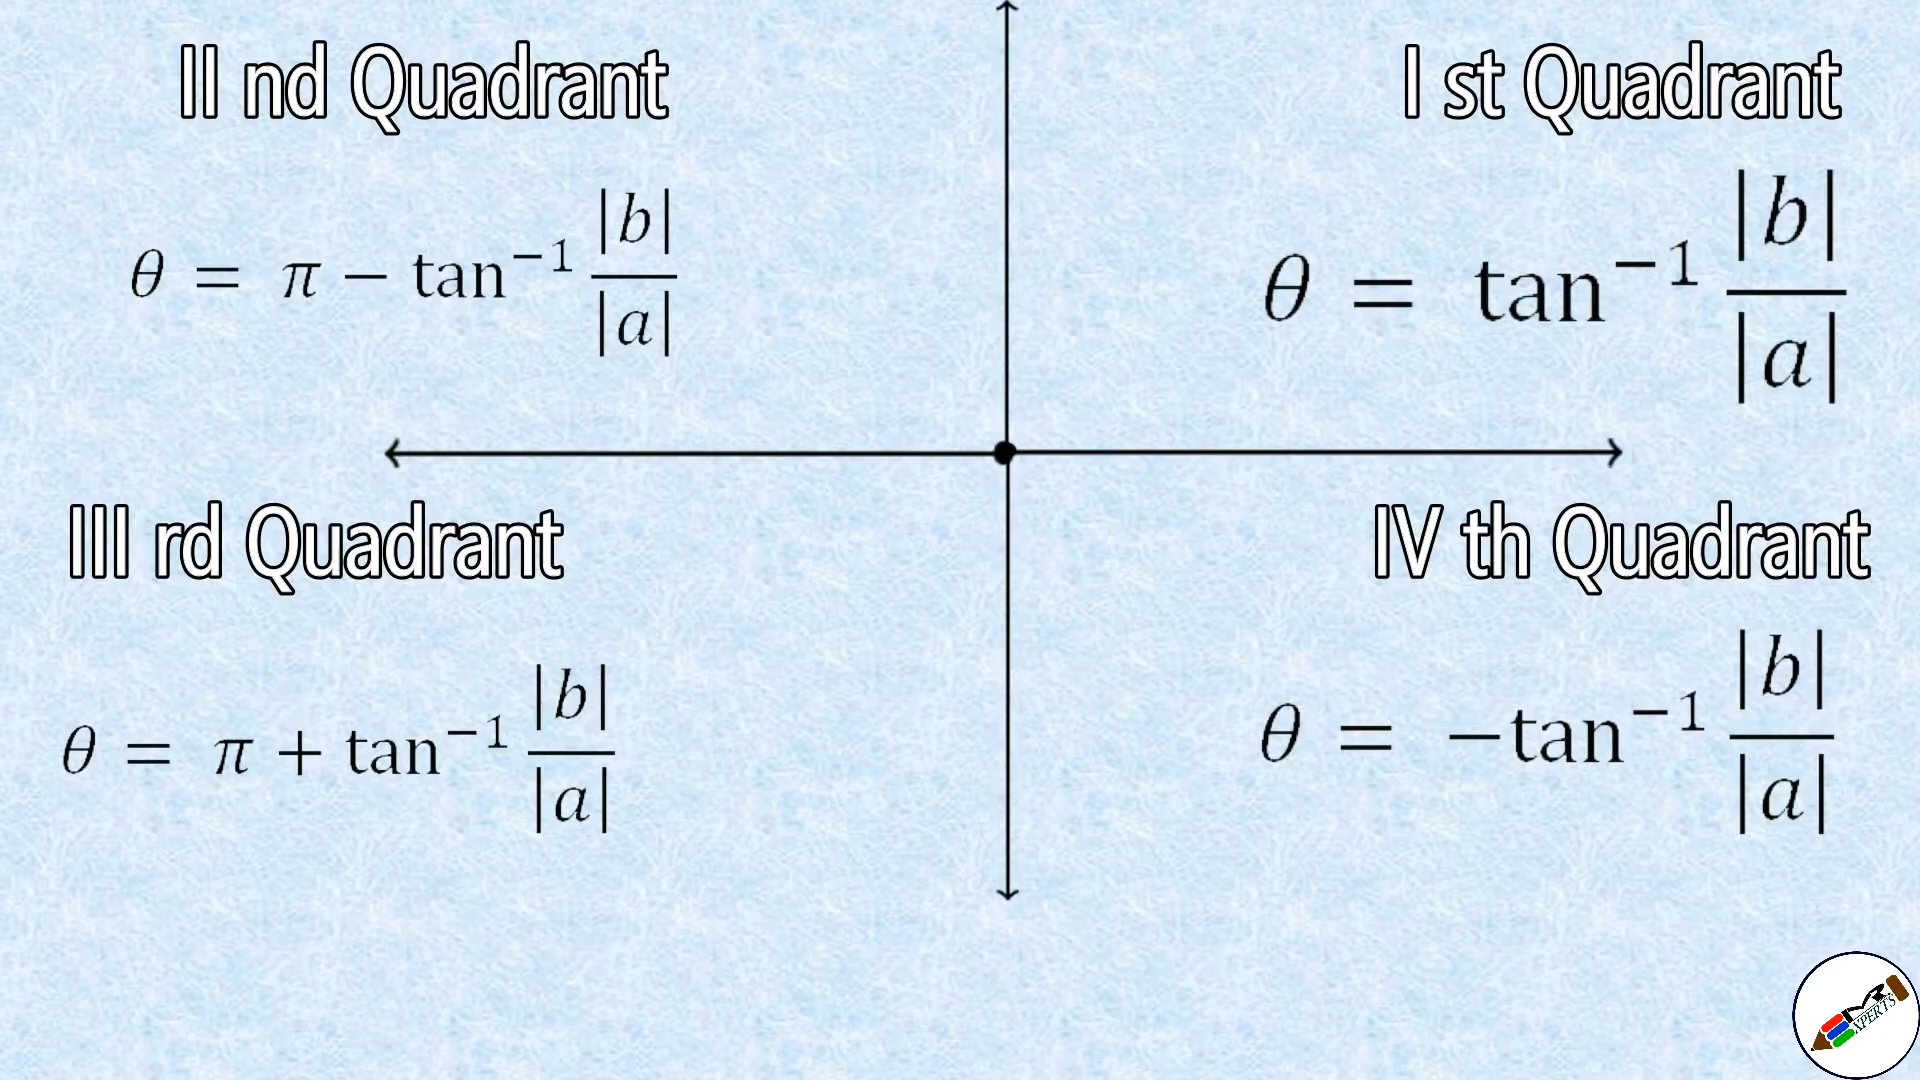 II nd Quadrant
θ = π − tan⁻¹ |b|/|a|
I st Quadrant
θ = tan⁻¹ |b|/|a|
III rd Quadrant
θ = π + tan⁻¹ |b|/|a|
IV th Quadrant
θ = −tan⁻¹ |b|/|a|
XPERTS